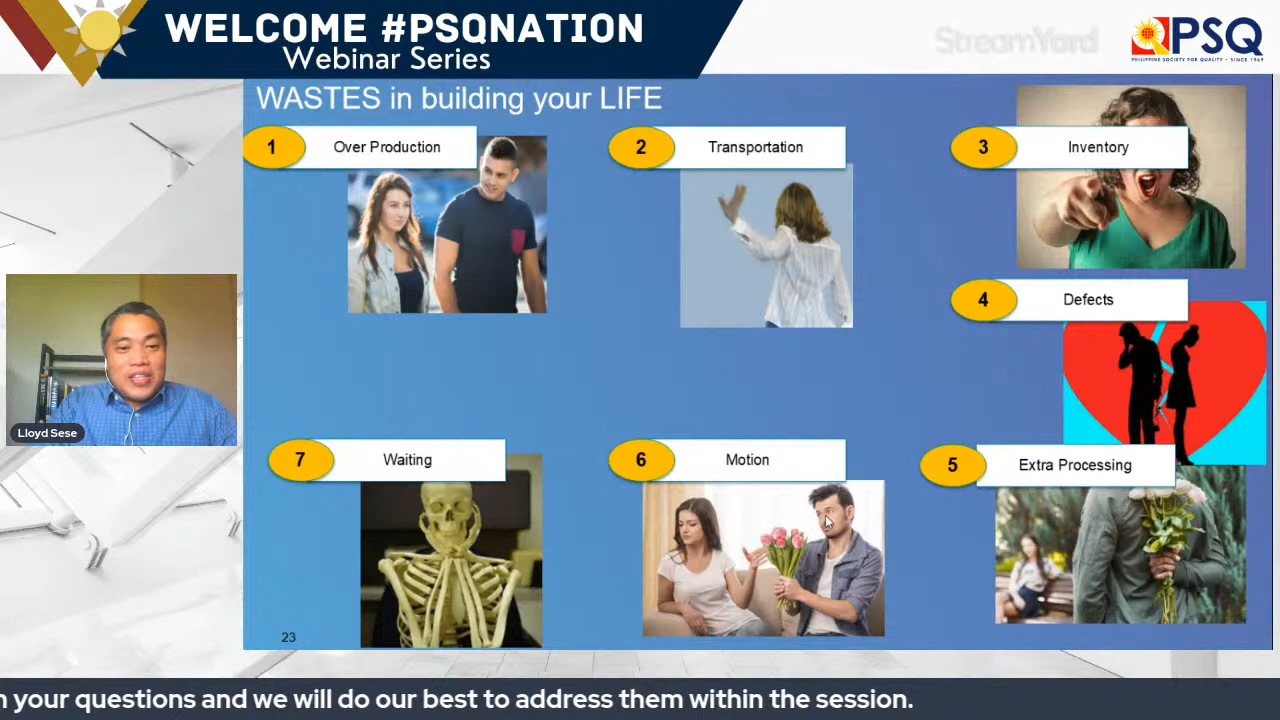 WELCOME #PSQNATION
Webinar Series
StreamYard
PSQ
PHILIPPINE SOCIETY FOR QUALITY • SINCE 1969
WASTES in building your LIFE
1 Over Production
2 Transportation
3 Inventory
4 Defects
7 Waiting
6 Motion
5 Extra Processing
Lloyd Sese
23
your questions and we will do our best to address them within the session.